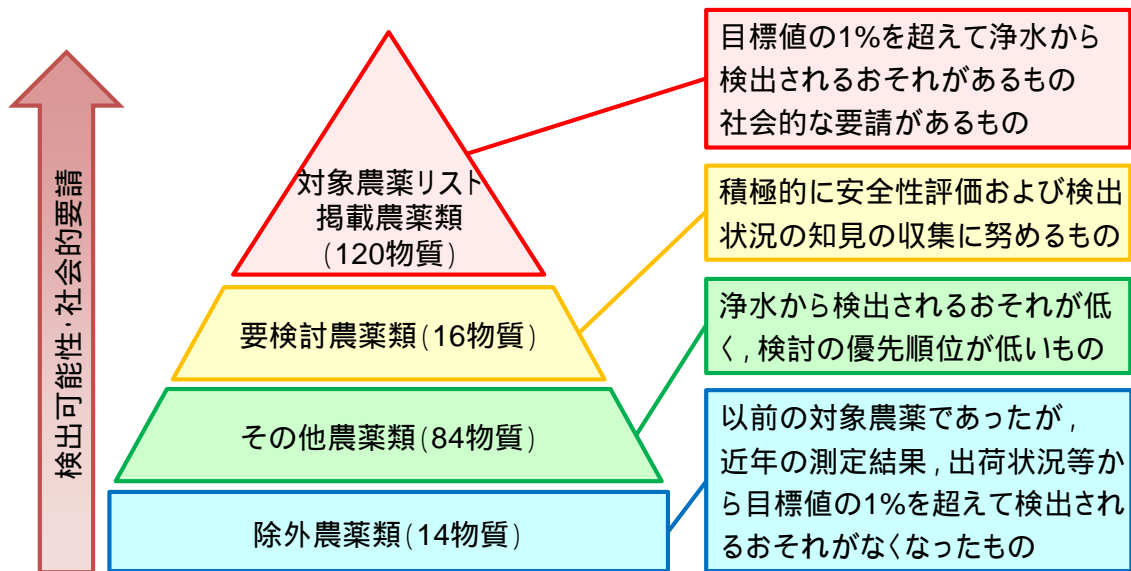 検出可能性・社会的要請
対象農薬リスト
掲載農薬類
(120物質)
目標値の1%を超えて浄水から
検出されるおそれがあるもの
社会的な要請があるもの
要検討農薬類(16物質)
積極的に安全性評価および検出
状況の知見の収集に努めるもの
その他農薬類(84物質)
浄水から検出されるおそれが低
く,検討の優先順位が低いもの
除外農薬類(14物質)
以前の対象農薬であったが,
近年の測定結果,出荷状況等か
ら目標値の1%を超えて検出され
るおそれがなくなったもの